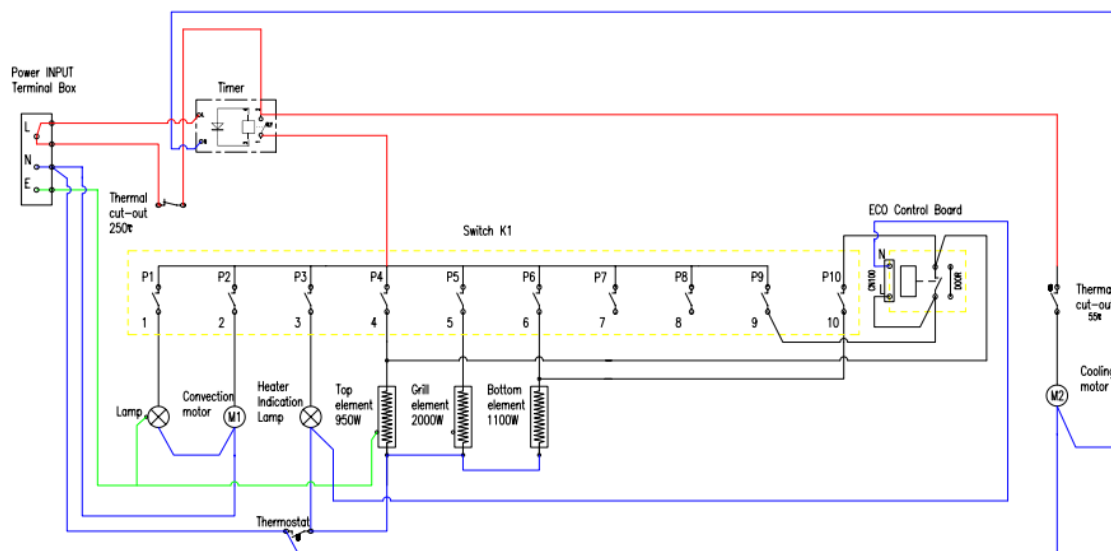 Power INPUT
Terminal Box
L
N
E
Timer
Thermal
cut-out
250℃
Switch K1
ECO Control Board
P1
P2
P3
P4
P5
P6
P7
P8
P9
P10
N
CN100
L
DOOR
1
2
3
4
5
6
7
8
9
10
Thermal
cut-out
55℃
Lamp
Convection
motor
M1
Heater
Indication
Lamp
Top
element
950W
Grill
element
2000W
Bottom
element
1100W
Cooling
motor
M2
Thermostat